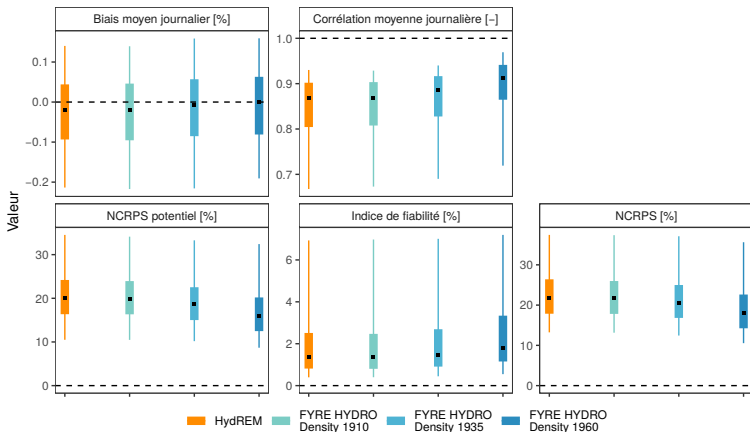 Biais moyen journalier [%]
Corrélation moyenne journalière [−]
0.1
0.0
−0.1
−0.2
1.0
0.9
0.8
0.7
Valeur
NCRPS potentiel [%]
Indice de fiabilité [%]
NCRPS [%]
30
20
10
0
6
4
2
0
30
20
10
0
HydREM
FYRE HYDRO
Density 1910
FYRE HYDRO
Density 1935
FYRE HYDRO
Density 1960